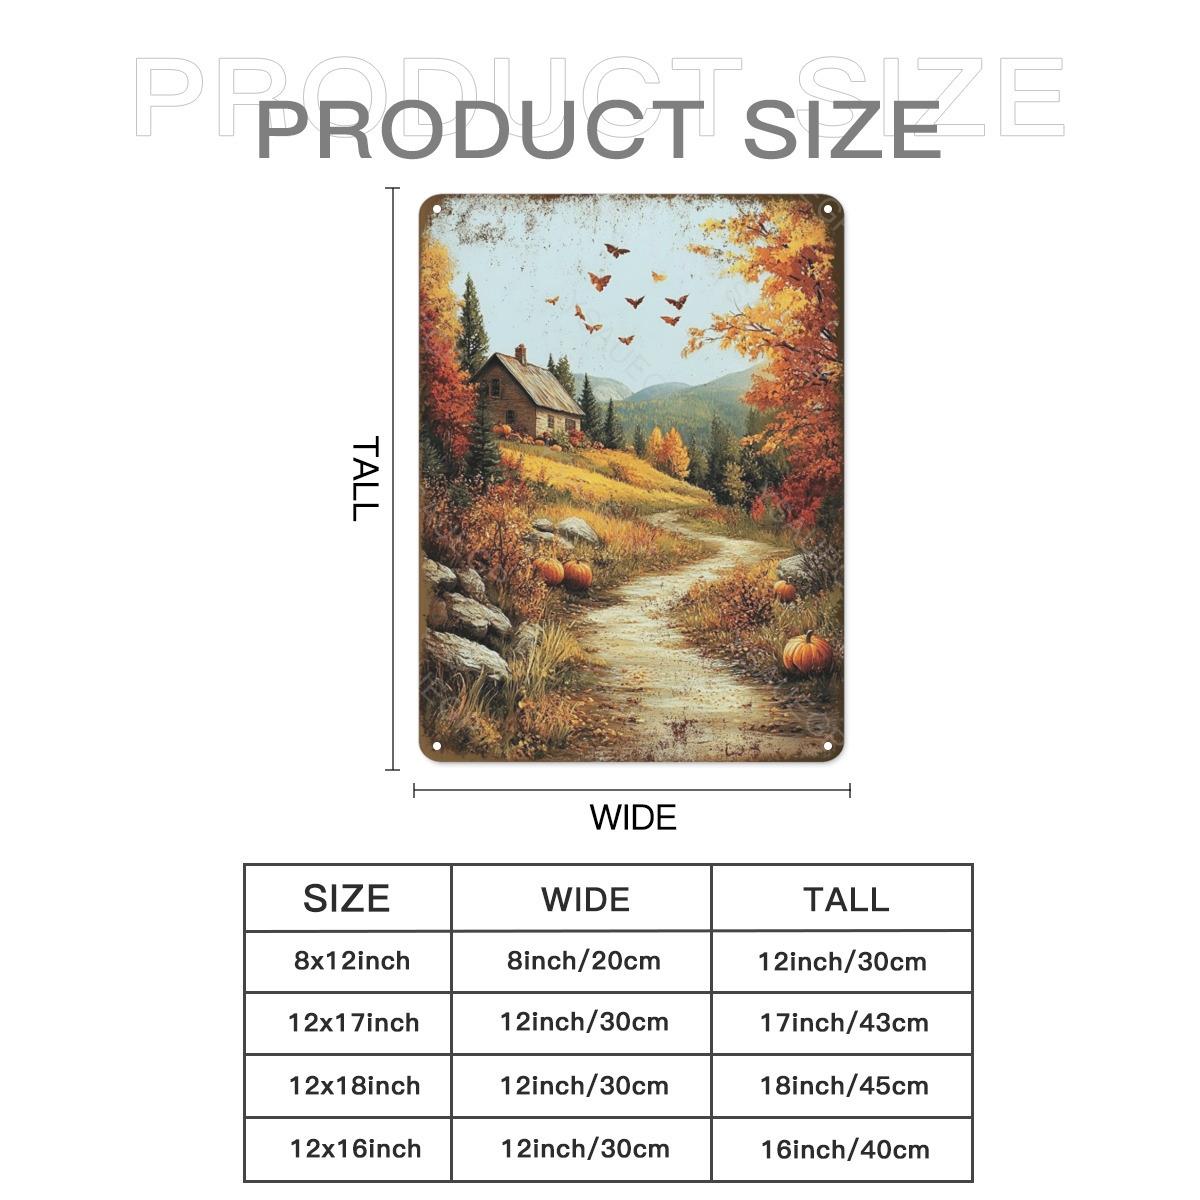 PRODUCT SIZE
PRODUCT SIZE
TALL
WIDE
SIZE WIDE TALL
8x12inch 8inch/20cm 12inch/30cm
12x17inch 12inch/30cm 17inch/43cm
12x18inch 12inch/30cm 18inch/45cm
12x16inch 12inch/30cm 16inch/40cm